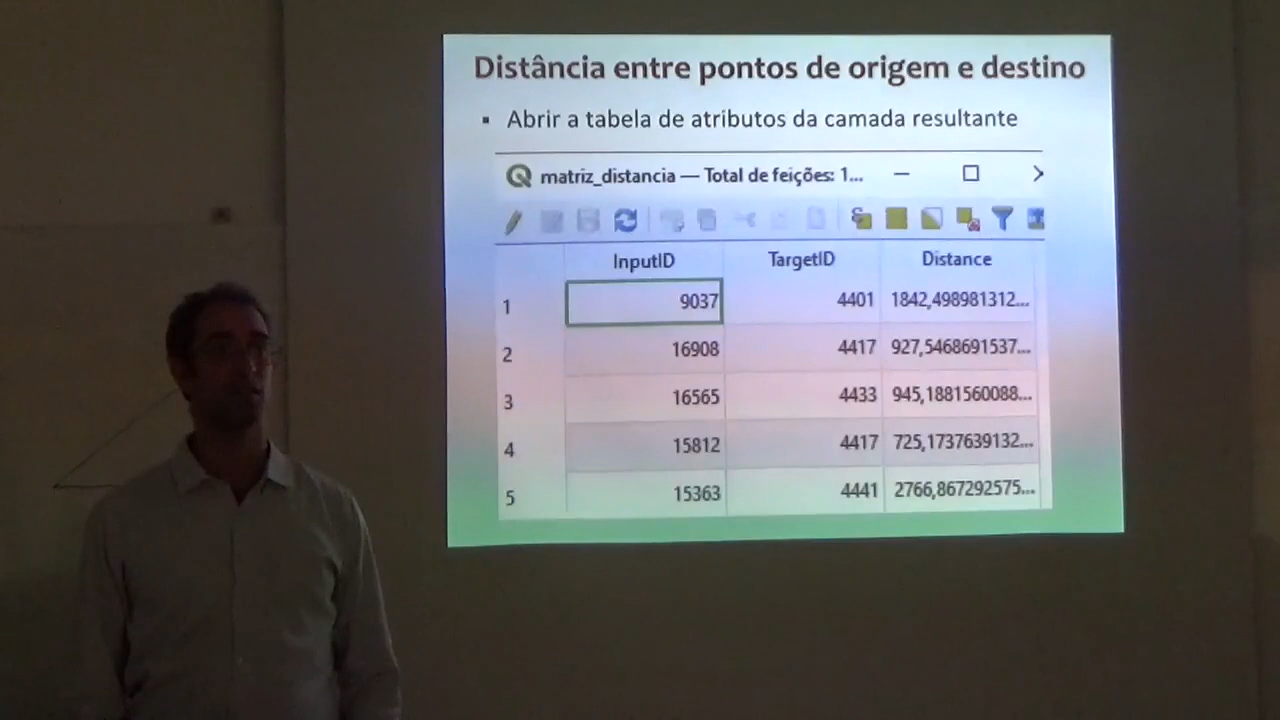 Distância entre pontos de origem e destino
▪ Abrir a tabela de atributos da camada resultante
matriz_distancia — Total de feições: 1...
InputID TargetID Distance
1 9037 4401 1842,498981312...
2 16908 4417 927,5468691537...
3 16565 4433 945,1881560088...
4 15812 4417 725,1737639132...
5 15363 4441 2766,867292575...